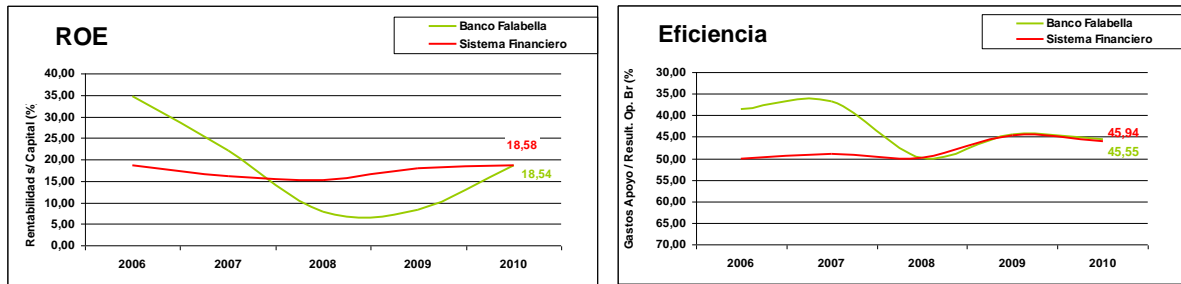 ROE
Banco Falabella
Sistema Financiero
Rentabilidad s/ Capital (%
40,00
35,00
30,00
25,00
20,00
15,00
10,00
5,00
0,00
18,58
18,54
2006 2007 2008 2009 2010
Eficiencia
Banco Falabella
Sistema Financiero
Gastos Apoyo / Result. Op. Br (%
30,00
35,00
40,00
45,00
50,00
55,00
60,00
65,00
70,00
45,94
45,55
2006 2007 2008 2009 2010